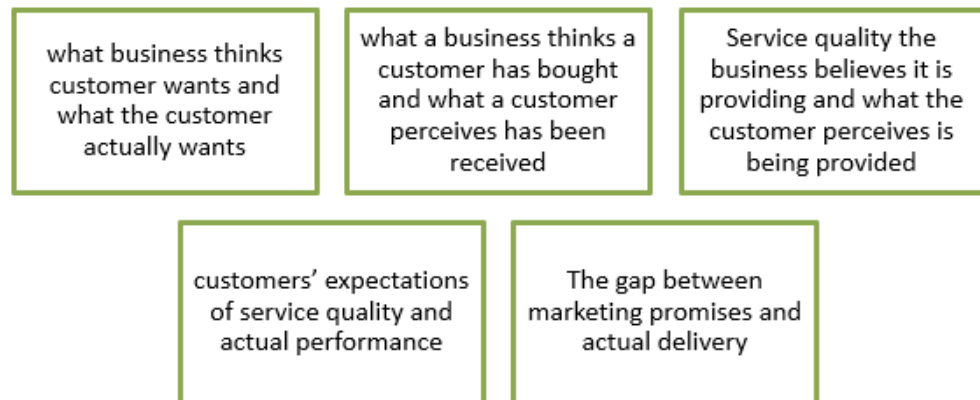 what business thinks
customer wants and
what the customer
actually wants
what a business thinks a
customer has bought
and what a customer
perceives has been
received
Service quality the
business believes it is
providing and what the
customer perceives is
being provided
customers’ expectations
of service quality and
actual performance
The gap between
marketing promises and
actual delivery